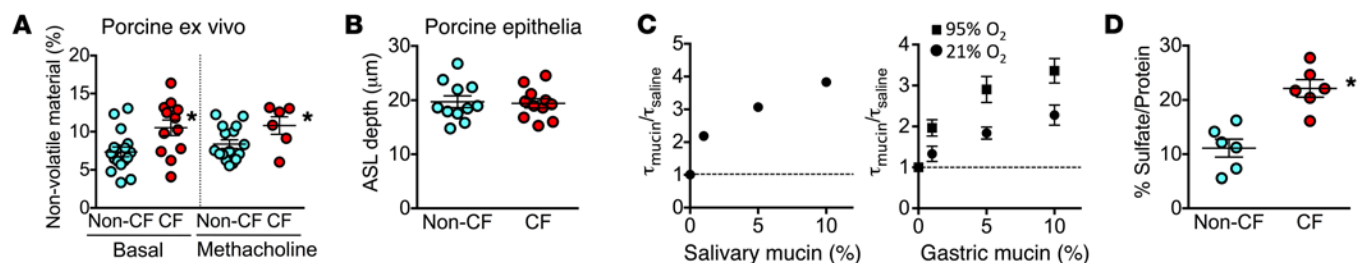 A
Porcine ex vivo
Non-volatile material (%)
20
15
10
5
0
*
*
Non-CF CF Non-CF CF
Basal Methacholine
B
Porcine epithelia
ASL depth (μm)
30
20
10
0
Non-CF CF
C
τmucin/τsaline
5
4
3
2
1
0 5 10
Salivary mucin (%)
τmucin/τsaline
4
3
2
1
0
95% O2
21% O2
0 5 10
Gastric mucin (%)
D
% Sulfate/Protein
30
20
10
0
*
Non-CF CF